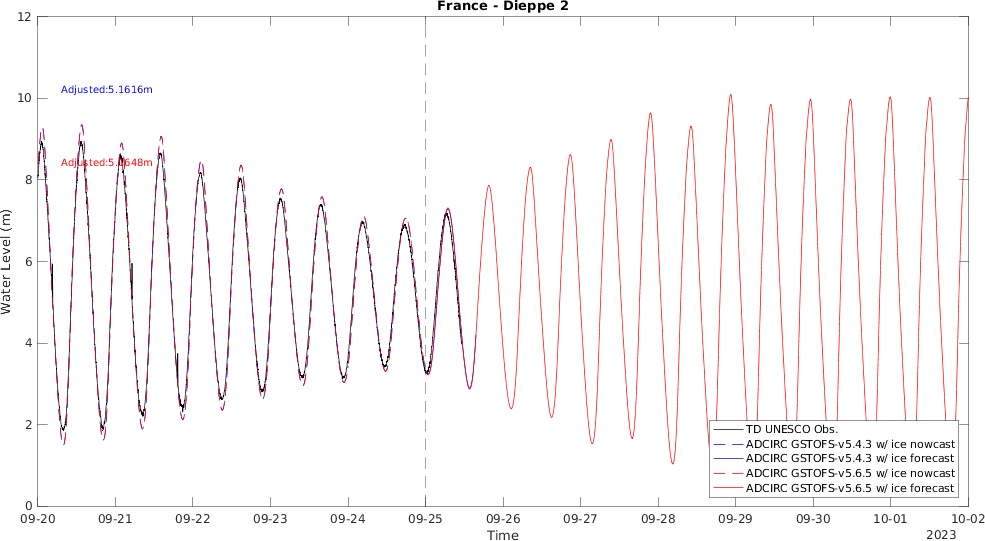 France - Dieppe 2
12
10
8
6
4
2
0
Water Level (m)
Adjusted:5.1616m
Adjusted:5.1648m
TD UNESCO Obs.
ADCIRC GSTOFS-v5.4.3 w/ ice nowcast
ADCIRC GSTOFS-v5.4.3 w/ ice forecast
ADCIRC GSTOFS-v5.6.5 w/ ice nowcast
ADCIRC GSTOFS-v5.6.5 w/ ice forecast
09-20 09-21 09-22 09-23 09-24 09-25 09-26 09-27 09-28 09-29 09-30 10-01 10-02
Time
2023